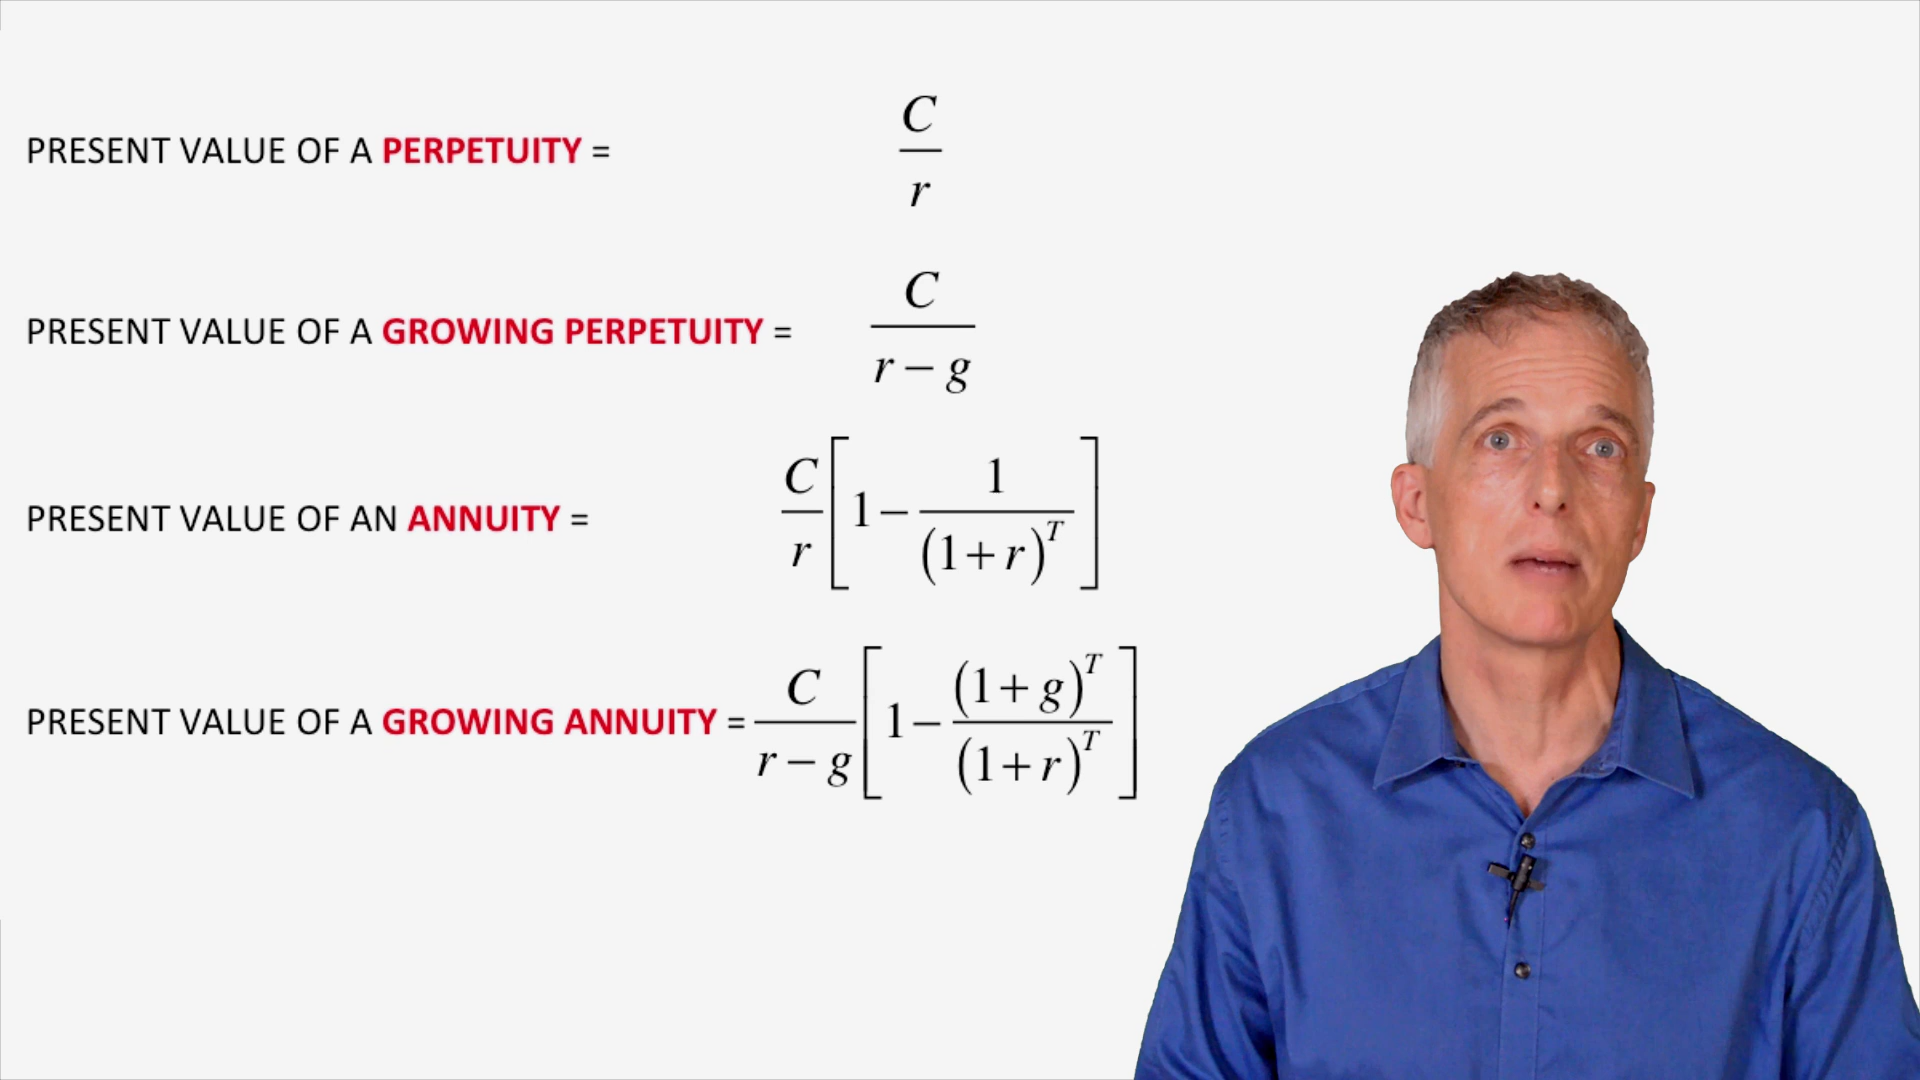 PRESENT VALUE OF A PERPETUITY = C/r
PRESENT VALUE OF A GROWING PERPETUITY = C/(r − g)
PRESENT VALUE OF AN ANNUITY = C/r [1 − 1/(1+r)^T]
PRESENT VALUE OF A GROWING ANNUITY = C/(r − g) [1 − (1+g)^T/(1+r)^T]